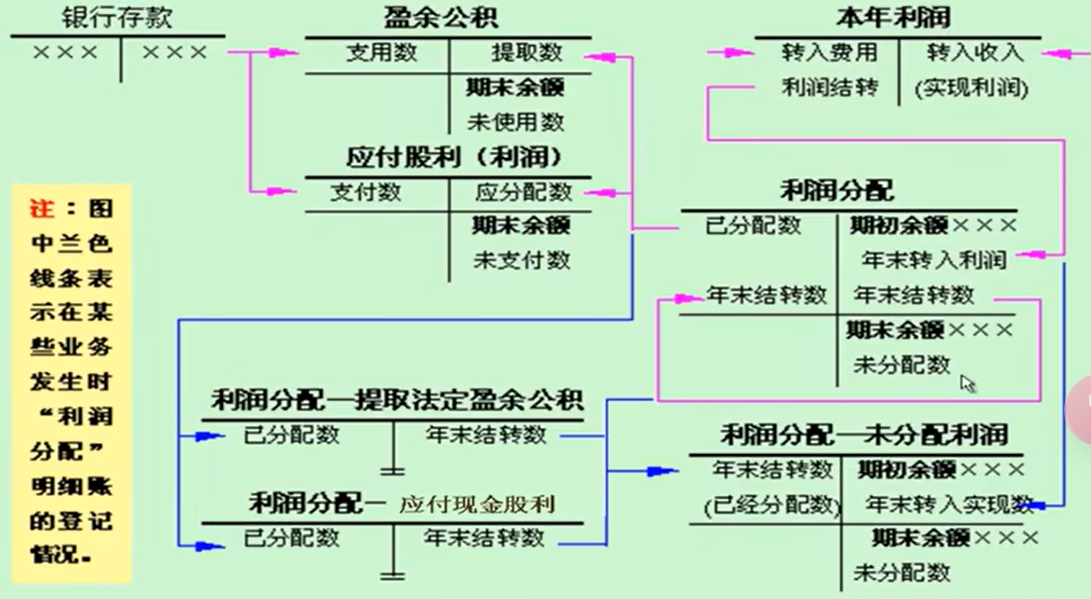 银行存款
××× ×××
盈余公积
支用数 提取数
期末余额
未使用数
应付股利（利润）
支付数 应分配数
期末余额
未支付数
本年利润
转入费用 转入收入
利润结转 (实现利润)
利润分配
已分配数 期初余额×××
年末转入利润
年末结转数 年末结转数
期末余额×××
未分配数
注：图
中兰色
线条表
示在某
些业务
发生时
“利润
分配”
明细账
的登记
情况。
利润分配—提取法定盈余公积
已分配数 年末结转数
利润分配— 应付现金股利
已分配数 年末结转数
利润分配—未分配利润
年末结转数 期初余额×××
(已经分配数) 年末转入实现数
期末余额×××
未分配数